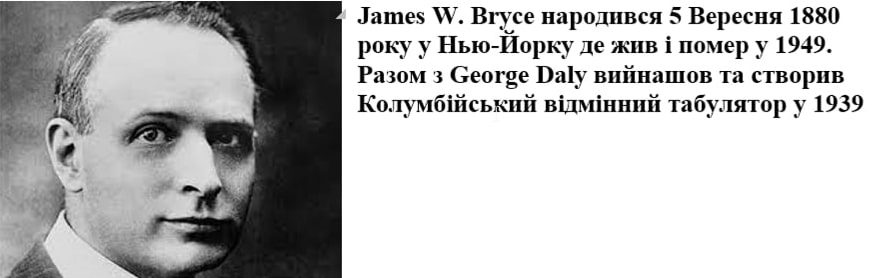 James W. Bryce народився 5 Вересня 1880
року у Нью-Йорку де жив і помер у 1949.
Разом з George Daly вийнашов та створив
Колумбійський відмінний табулятор у 1939